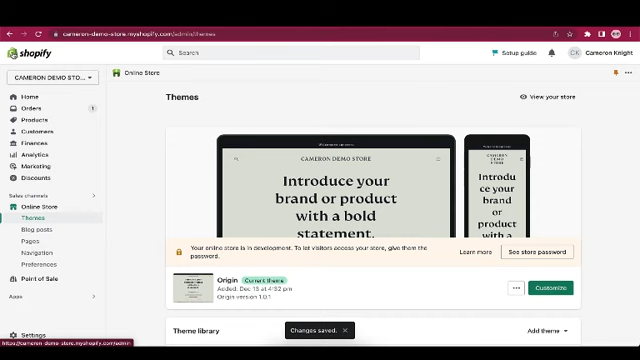 cameron-demo-store.myshopify.com/admin/themes
shopify
Search
Setup guide
CK
Cameron Knight
CAMERON DEMO STO...
Online Store
Home
Themes
View your store
Orders
1
Products
Customers
Finances
Analytics
Marketing
Discounts
CAMERON DEMO STORE
CAMERON
DEMO
STORE
Introduce your
brand or product
with a bold
statement.
Introdu
ce your
brand
or
product
with a
Sales channels
Online Store
Themes
Blog posts
Pages
Navigation
Preferences
Point of Sale
Apps
Settings
Your online store is in development. To let visitors access your store, give them the
password.
Learn more
See store password
Origin
Current theme
Added: Dec 15 at 4:52 pm
Origin version 1.0.1
Customize
Theme library
Add theme
Changes saved.
https://cameron-demo-store.myshopify.com/admin